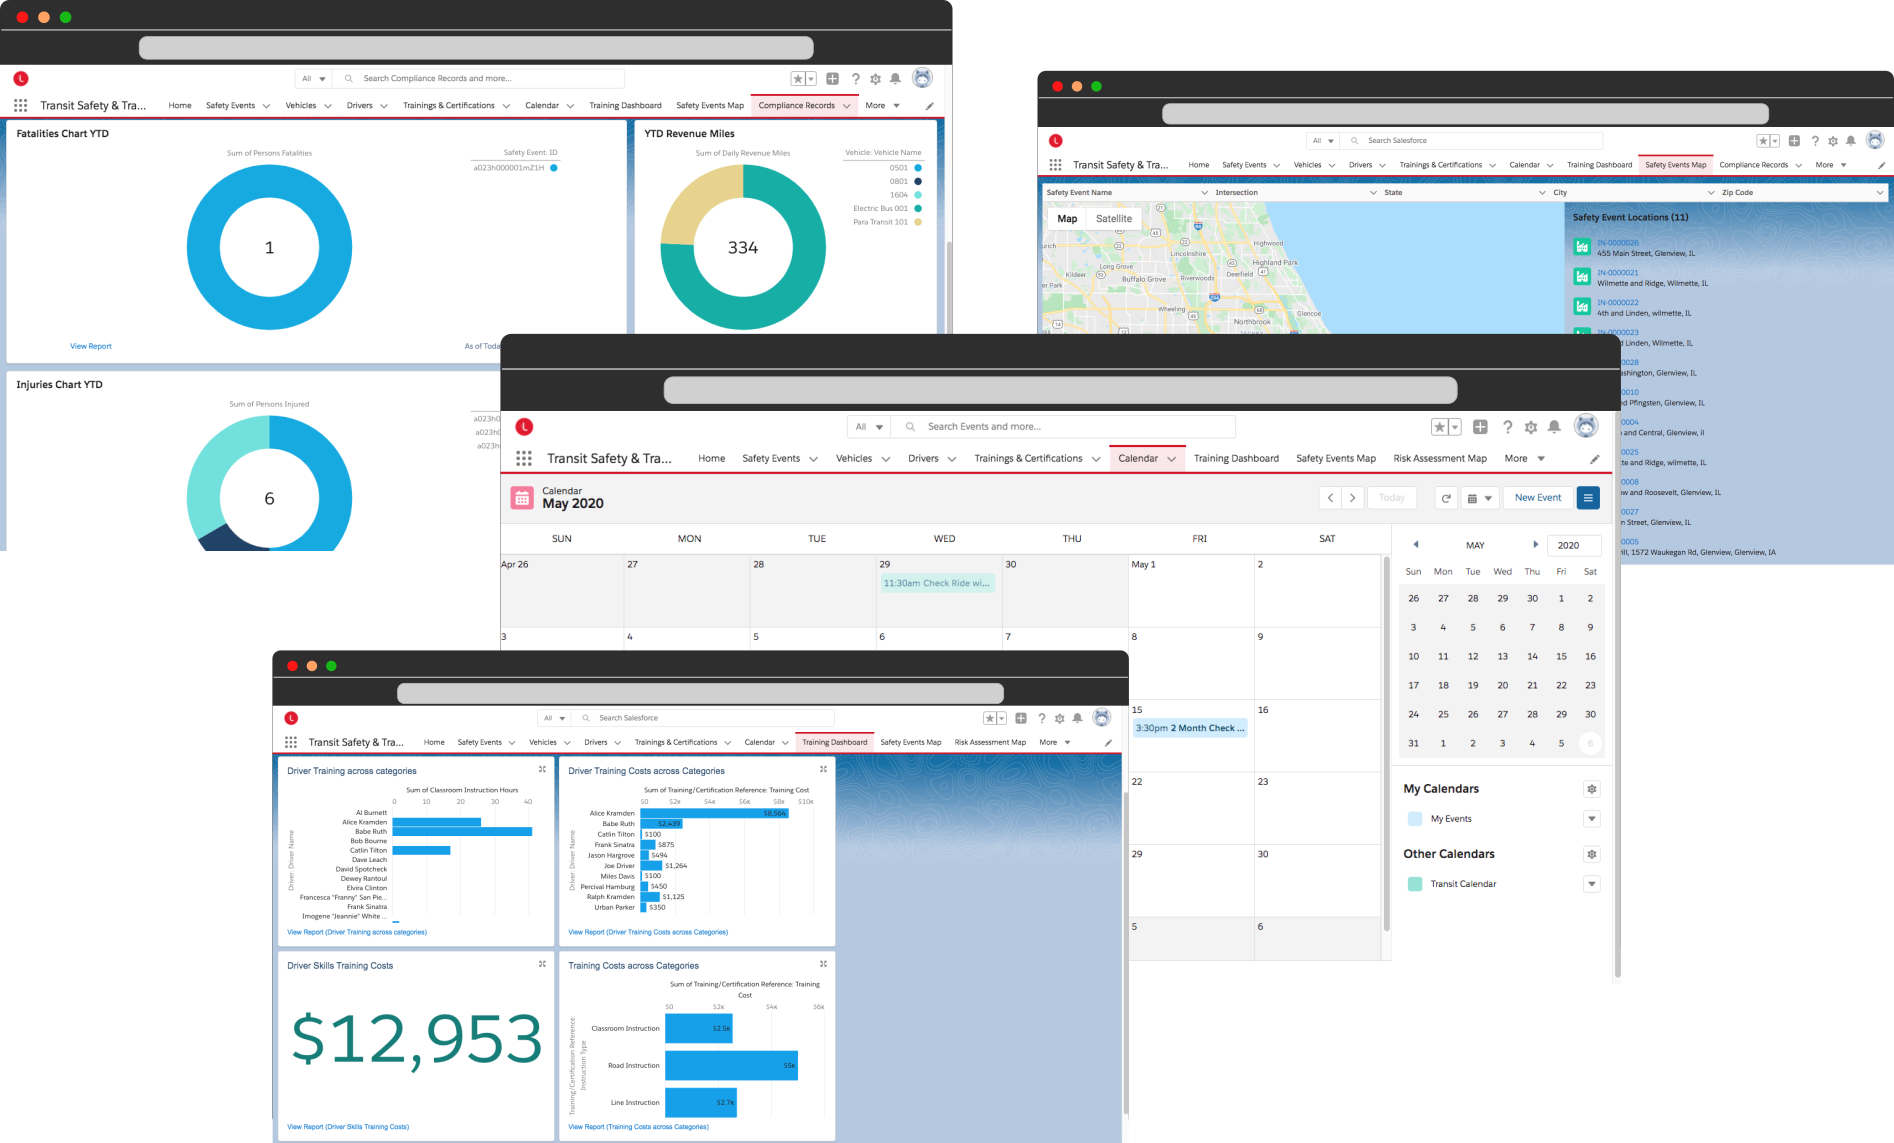 All
Search Compliance Records and more...
Transit Safety & Tra...
Home
Safety Events
Vehicles
Drivers
Trainings & Certifications
Calendar
Training Dashboard
Safety Events Map
Compliance Records
More
Fatalities Chart YTD
Sum of Persons Fatalities
Safety Event: ID
a023h000001mZ1H
1
View Report
As of Toda
YTD Revenue Miles
Sum of Daily Revenue Miles
Vehicle: Vehicle Name
0501
0801
1604
Electric Bus 001
Para Transit 101
334
Injuries Chart YTD
Sum of Persons Injured
a023h0
a023h0
a023h
6
All
Search Salesforce
Transit Safety & Tra...
Home
Safety Events
Vehicles
Drivers
Trainings & Certifications
Calendar
Training Dashboard
Safety Events Map
Compliance Records
More
Safety Event Name
Intersection
State
City
Zip Code
Map
Satellite
urich
Highwood
Lincolnshire
Long Grove
Highland Park
Kildeer
Buffalo Grove
Riverwoods
Deerfield
er Park
Wheeling
Glencoe
Northbrook
Safety Event Locations (11)
IN-0000026
455 Main Street, Glenview, IL
IN-0000021
Wilmette and Ridge, Wilmette, IL
IN-0000022
4th and Linden, wilmette, IL
IN-0000023
d Linden, Wilmette, IL
0028
ashington, Glenview, IL
0010
nd Pfingsten, Glenview, IL
0004
and Central, Glenview, il
0025
te and Ridge, wilmette, IL
0008
w and Roosevelt, Glenview, IL
0027
n Street, Glenview, IL
0005
ill, 1572 Waukegan Rd, Glenview, Glenview, IA
All
Search Events and more...
Transit Safety & Tra...
Home
Safety Events
Vehicles
Drivers
Trainings & Certifications
Calendar
Training Dashboard
Safety Events Map
Risk Assessment Map
More
Calendar
May 2020
Today
New Event
SUN MON TUE WED THU FRI SAT
Apr 26 27 28 29 30 May 1 2
11:30am Check Ride wi...
3 4 5 6 7 8 9
15 16
3:30pm 2 Month Check ...
22 23
29 30
5 6
MAY
2020
Sun Mon Tue Wed Thu Fri Sat
26 27 28 29 30 1 2
3 4 5 6 7 8 9
10 11 12 13 14 15 16
17 18 19 20 21 22 23
24 25 26 27 28 29 30
31 1 2 3 4 5 6
My Calendars
My Events
Other Calendars
Transit Calendar
All
Search Salesforce
Transit Safety & Tra...
Home
Safety Events
Vehicles
Drivers
Trainings & Certifications
Calendar
Training Dashboard
Safety Events Map
Risk Assessment Map
More
Driver Training across categories
Sum of Classroom Instruction Hours
0 10 20 30 40
Driver: Driver Name
Al Burnett
Alice Kramden
Babe Ruth
Bob Bourne
Catlin Tilton
Dave Leach
David Spotcheck
Dewey Rantoul
Elvira Clinton
Francesca "Franny" San Pie...
Frank Sinatra
Imogene "Jeannie" White ...
View Report (Driver Training across categories)
Driver Training Costs across Categories
Sum of Training/Certification Reference: Training Cost
$0 $2k $4k $6k $8k $10k
Driver: Driver Name
Alice Kramden $8,564
Babe Ruth $2,439
Catlin Tilton $100
Frank Sinatra $875
Jason Hargrove $494
Joe Driver $1,264
Miles Davis $100
Percival Hamburg $450
Ralph Kramden $1,125
Urban Parker $350
View Report (Driver Training Costs across Categories)
Driver Skills Training Costs
$12,953
View Report (Driver Skills Training Costs)
Training Costs across Categories
Sum of Training/Certification Reference: Training
Cost
$0 $2k $4k $6k
Training/Certification Reference:
Instruction Type
Classroom Instruction $2.5k
Road Instruction $5k
Line Instruction $2.7k
View Report (Training Costs across Categories)